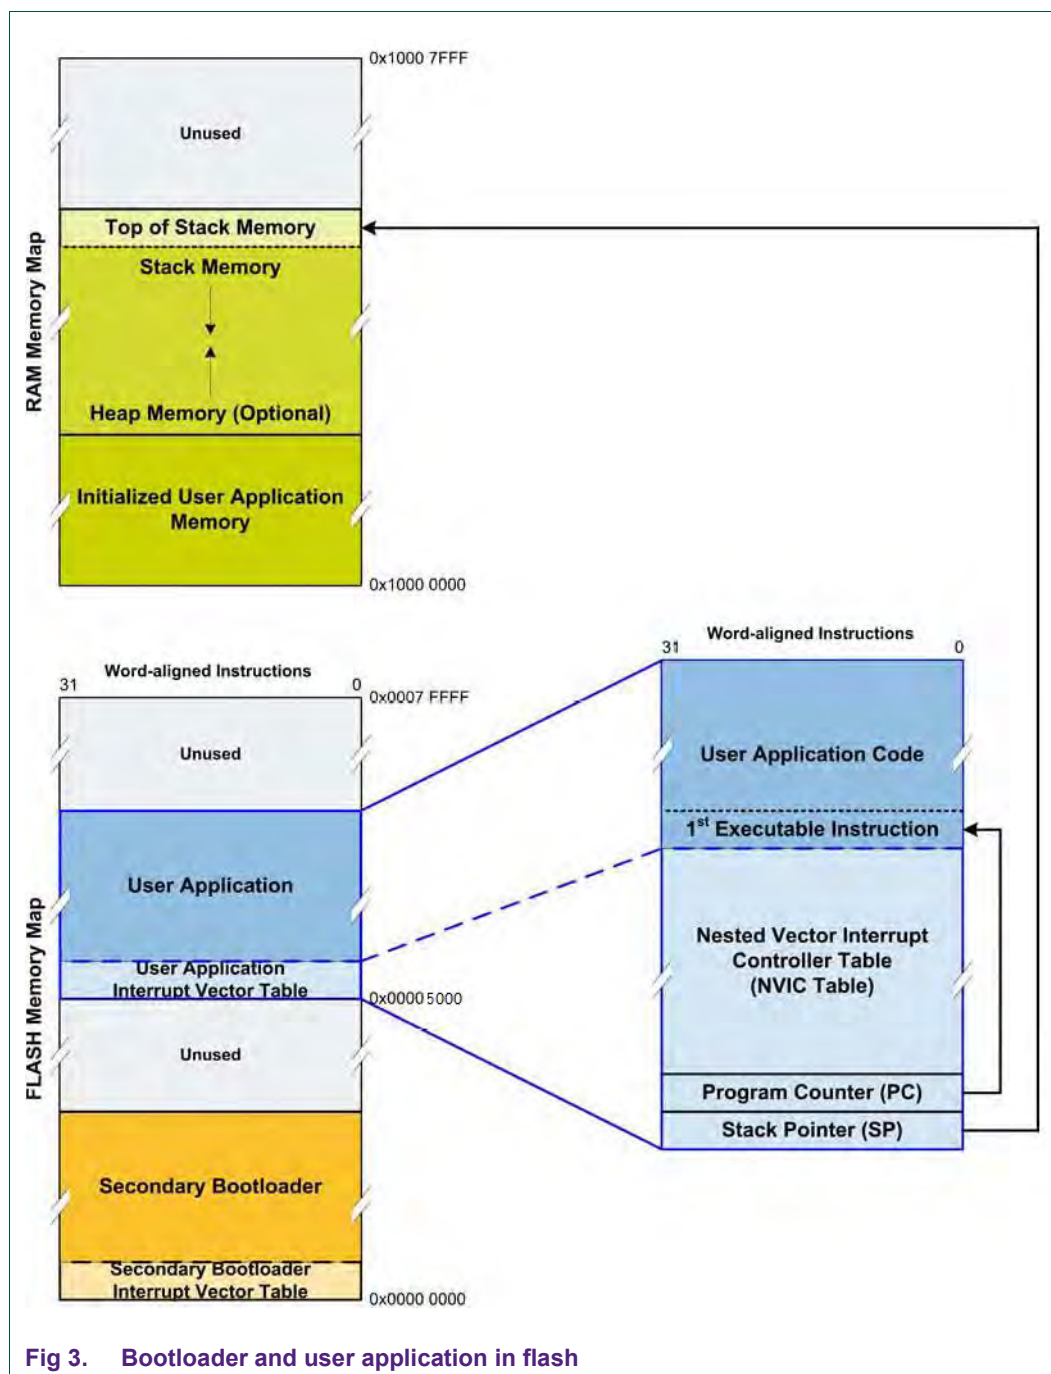 0x1000 7FFF
Unused
Top of Stack Memory
Stack Memory
Heap Memory (Optional)
Initialized User Application
Memory
0x1000 0000
RAM Memory Map
Word-aligned Instructions
31
0
0x0007 FFFF
Unused
User Application
User Application
Interrupt Vector Table
0x0000 5000
Unused
Secondary Bootloader
Secondary Bootloader
Interrupt Vector Table
0x0000 0000
FLASH Memory Map
Word-aligned Instructions
31
0
User Application Code
1st Executable Instruction
Nested Vector Interrupt
Controller Table
(NVIC Table)
Program Counter (PC)
Stack Pointer (SP)
Fig 3. Bootloader and user application in flash